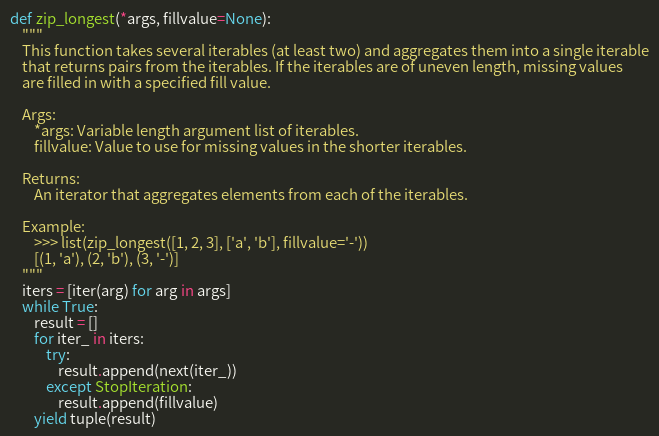 def zip_longest(*args, fillvalue=None):
    """
    This function takes several iterables (at least two) and aggregates them into a single iterable
    that returns pairs from the iterables. If the iterables are of uneven length, missing values
    are filled in with a specified fill value.

    Args:
        *args: Variable length argument list of iterables.
        fillvalue: Value to use for missing values in the shorter iterables.

    Returns:
        An iterator that aggregates elements from each of the iterables.

    Example:
        >>> list(zip_longest([1, 2, 3], ['a', 'b'], fillvalue='-'))
        [(1, 'a'), (2, 'b'), (3, '-')]
    """
    iters = [iter(arg) for arg in args]
    while True:
        result = []
        for iter_ in iters:
            try:
                result.append(next(iter_))
            except StopIteration:
                result.append(fillvalue)
        yield tuple(result)